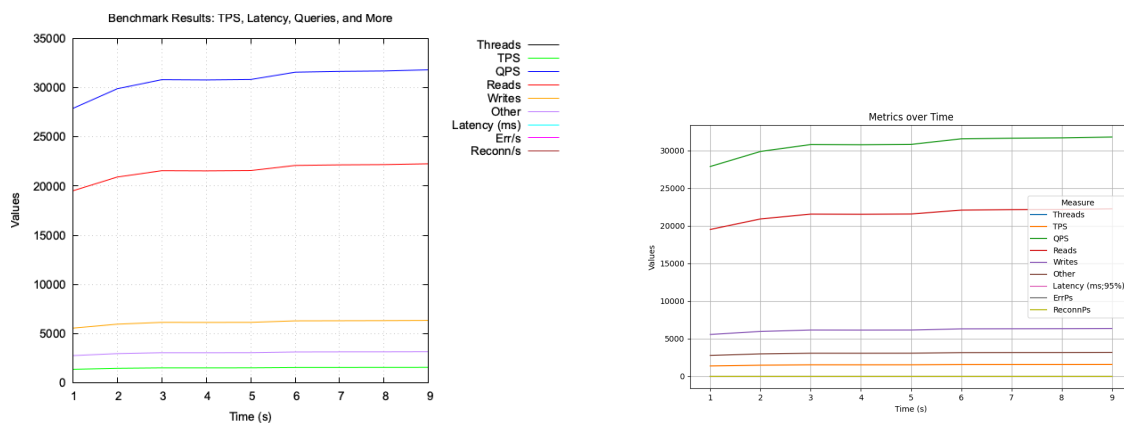 Benchmark Results: TPS, Latency, Queries, and More
35000
30000
25000
20000
15000
10000
5000
0
Values
1 2 3 4 5 6 7 8 9
Time (s)
Threads
TPS
QPS
Reads
Writes
Other
Latency (ms)
Err/s
Reconn/s
Metrics over Time
30000
25000
20000
15000
10000
5000
0
Values
1 2 3 4 5 6 7 8 9
Time (s)
Measure
Threads
TPS
QPS
Reads
Writes
Other
Latency (ms;95%)
ErrPs
ReconnPs